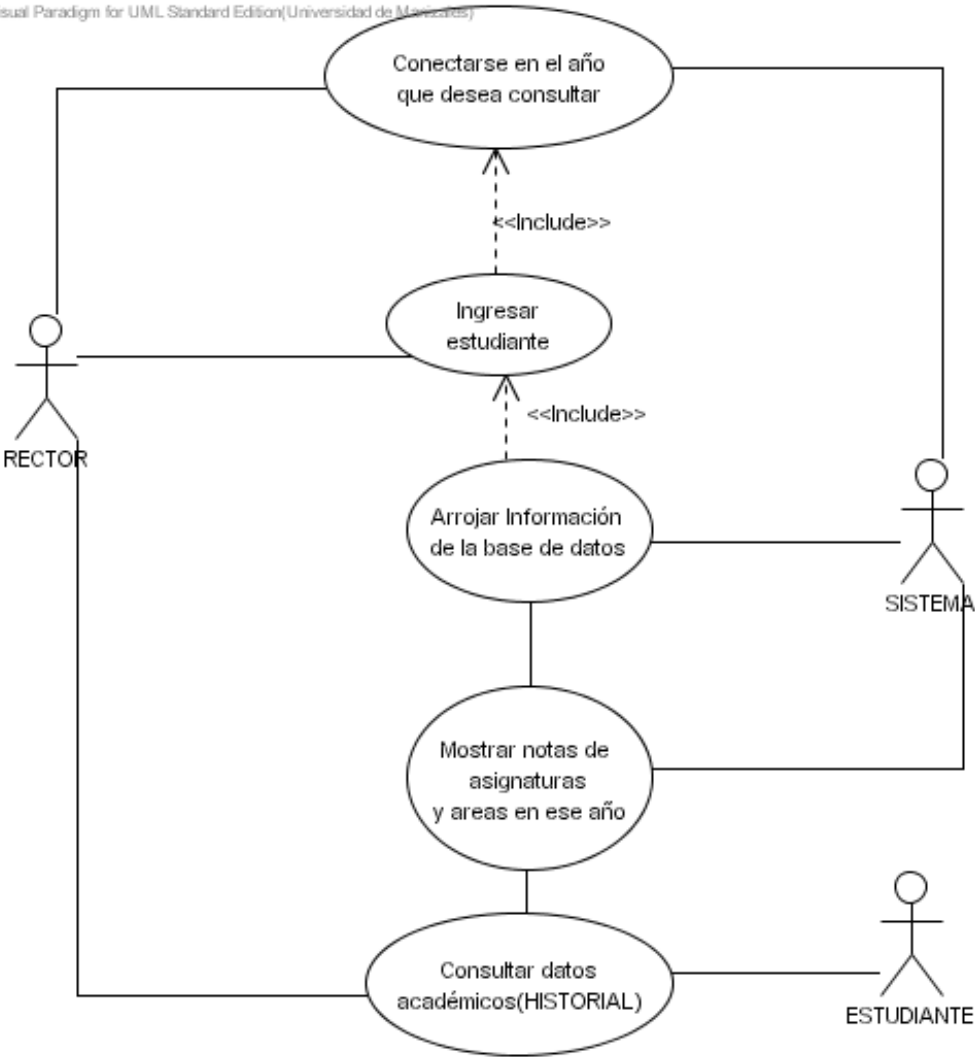 sual Paradigm for UML Standard Edition(Universidad de Manizales)
Conectarse en el año
que desea consultar
<<Include>>
Ingresar
estudiante
RECTOR
<<Include>>
Arrojar Información
de la base de datos
SISTEMA
Mostrar notas de
asignaturas
y areas en ese año
Consultar datos
académicos(HISTORIAL)
ESTUDIANTE